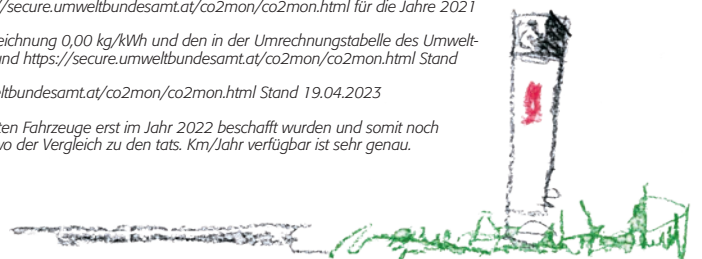 //secure.umweltbundesamt.at/co2mon/co2mon.html für die Jahre 2021
eichnung 0,00 kg/kWh und den in der Umrechnungstabelle des Umwelt-
und https://secure.umweltbundesamt.at/co2mon/co2mon.html Stand
eltbundesamt.at/co2mon/co2mon.html Stand 19.04.2023
ten Fahrzeuge erst im Jahr 2022 beschafft wurden und somit noch
wo der Vergleich zu den tats. Km/Jahr verfügbar ist sehr genau.